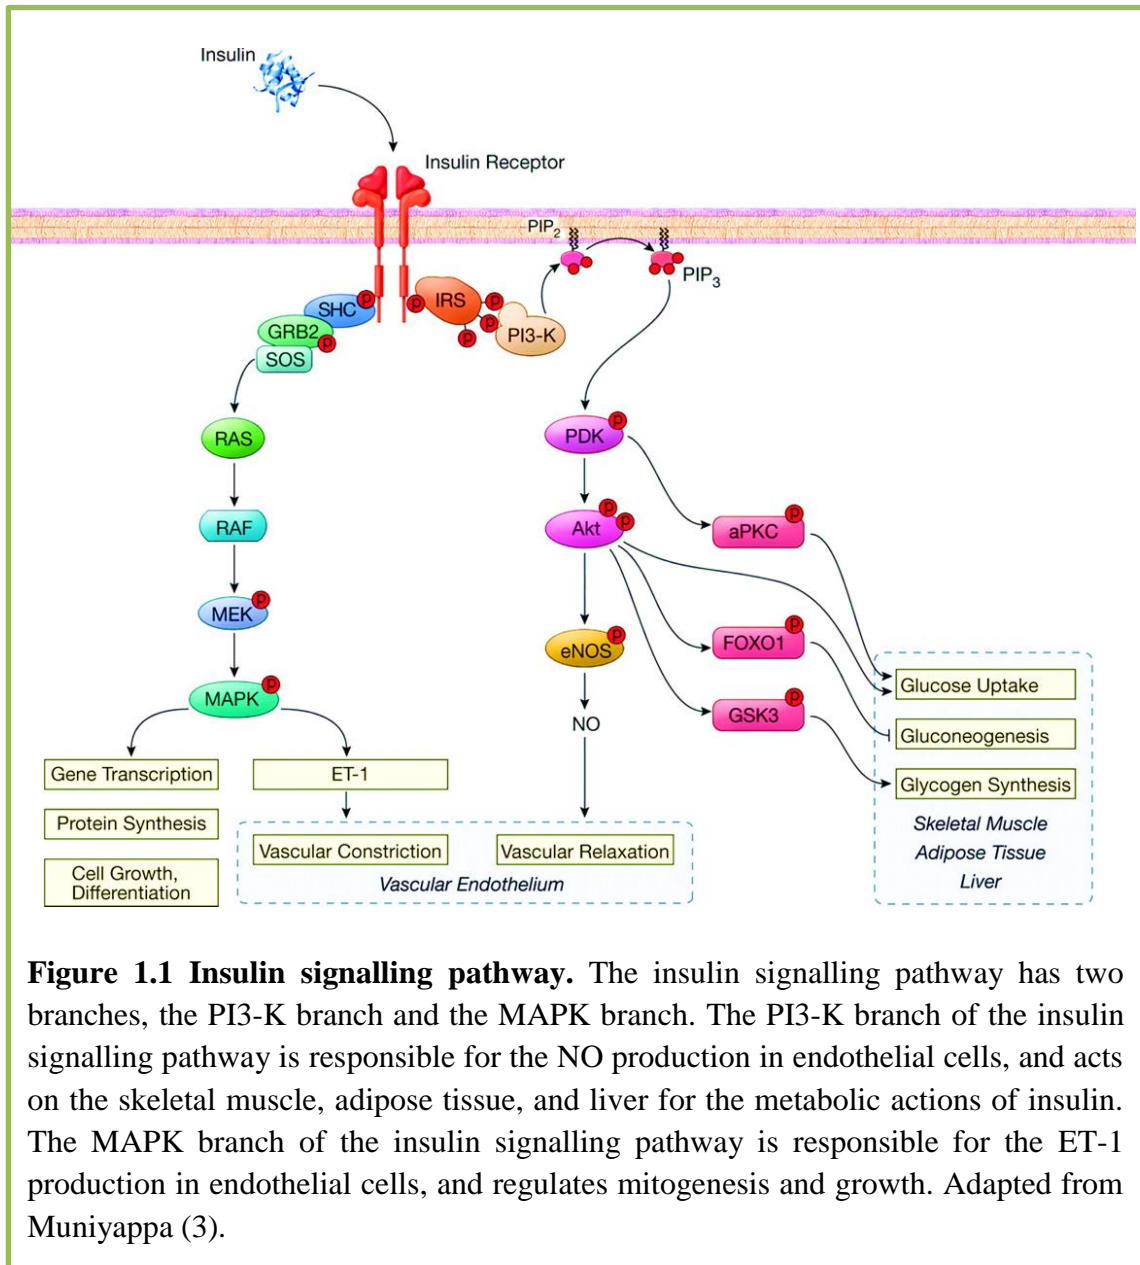 Insulin
Insulin Receptor
PIP2
PIP3
SHC
P
P
IRS
P
P
P
GRB2
P
SOS
PI3-K
RAS
PDK
P
RAF
Akt
P
P
aPKC
P
MEK
P
eNOS
P
FOXO1
P
MAPK
P
NO
GSK3
P
Glucose Uptake
Gluconeogenesis
Glycogen Synthesis
Skeletal Muscle
Adipose Tissue
Liver
Gene Transcription
ET-1
Protein Synthesis
Cell Growth,
Differentiation
Vascular Constriction
Vascular Relaxation
Vascular Endothelium
Figure 1.1 Insulin signalling pathway. The insulin signalling pathway has two
branches, the PI3-K branch and the MAPK branch. The PI3-K branch of the insulin
signalling pathway is responsible for the NO production in endothelial cells, and acts
on the skeletal muscle, adipose tissue, and liver for the metabolic actions of insulin.
The MAPK branch of the insulin signalling pathway is responsible for the ET-1
production in endothelial cells, and regulates mitogenesis and growth. Adapted from
Muniyappa (3).